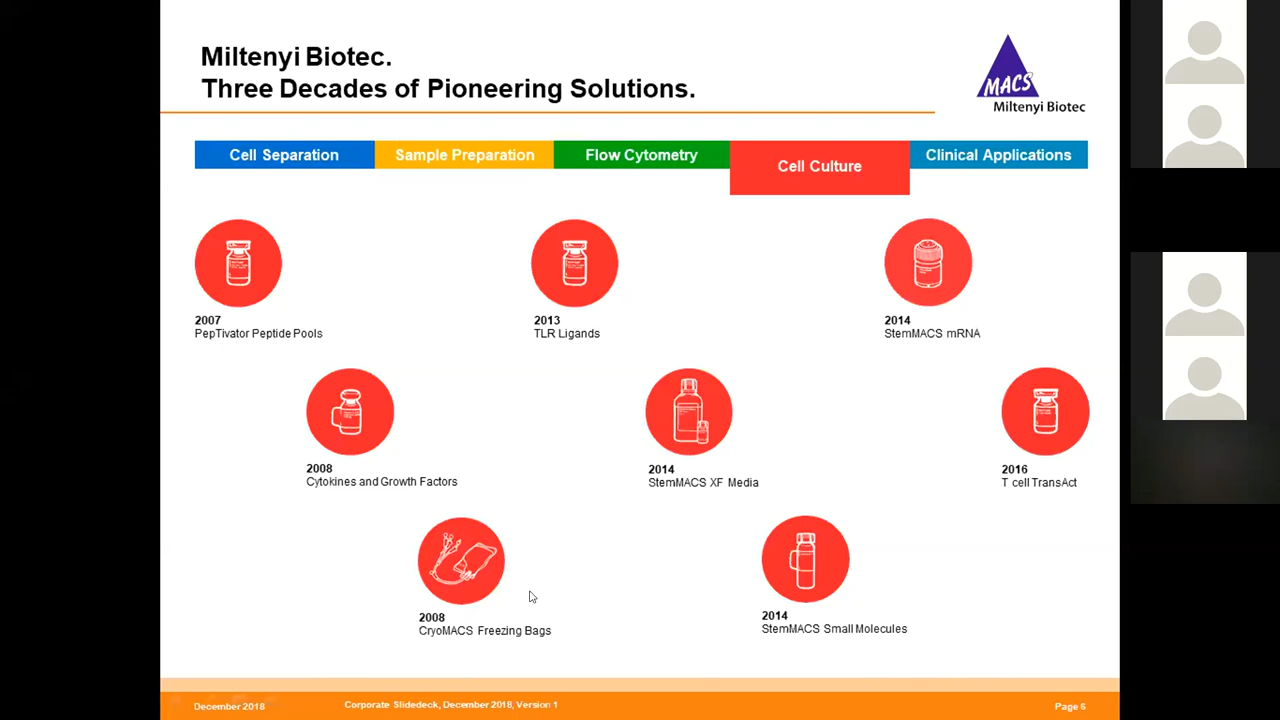 Miltenyi Biotec.
Three Decades of Pioneering Solutions.
MACS
Miltenyi Biotec
Cell Separation
Sample Preparation
Flow Cytometry
Cell Culture
Clinical Applications
2007
PepTivator Peptide Pools
2013
TLR Ligands
2014
StemMACS mRNA
2008
Cytokines and Growth Factors
2014
StemMACS XF Media
2016
T cell TransAct
2008
CryoMACS Freezing Bags
2014
StemMACS Small Molecules
December 2018
Corporate Slidedeck, December 2018, Version 1
Page 6